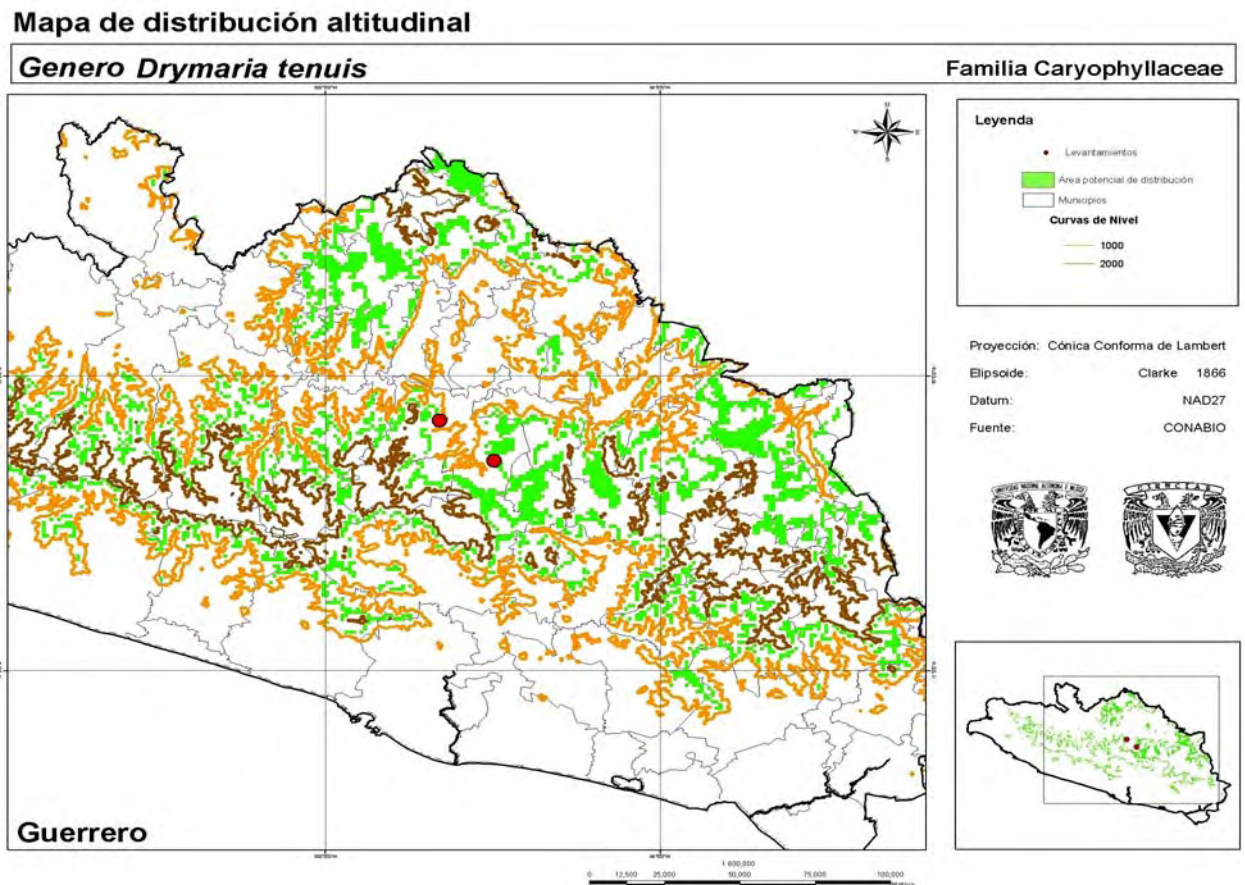 Mapa de distribución altitudinal
Genero Drymaria tenuis
Familia Caryophyllaceae
N
W
E
S
Leyenda
Levantamientos
Area potencial de distribución
Municipios
Curvas de Nivel
1000
2000
Proyección: Cónica Conforma de Lambert
Elipsoide: Clarke 1866
Datum: NAD27
Fuente: CONABIO
Guerrero
1:600,000
0 12,500 25,000 50,000 75,000 100,000